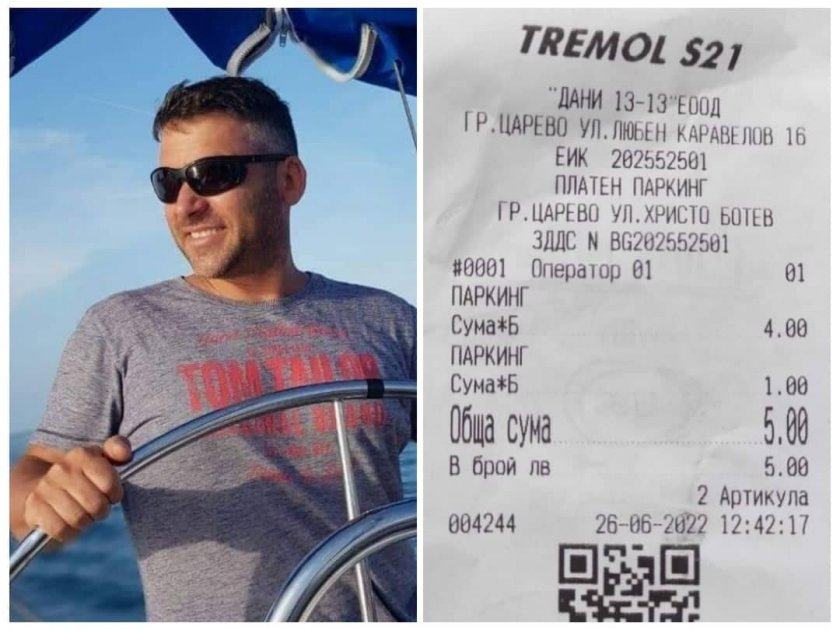 TOM TAILOR
TREMOL S21
"ДАНИ 13-13"ЕООД
ГР.ЦАРЕВО УЛ.ЛЮБЕН КАРАВЕЛОВ 16
ЕИК 202552501
ПЛАТЕН ПАРКИНГ
ГР.ЦАРЕВО УЛ.ХРИСТО БОТЕВ
ЗДДС N BG202552501
#0001 Оператор 01 01
ПАРКИНГ
Сума*Б 4.00
ПАРКИНГ
Сума*Б 1.00
Обща сума 5.00
В брой лв 5.00
2 Артикула
004244 26-06-2022 12:42:17